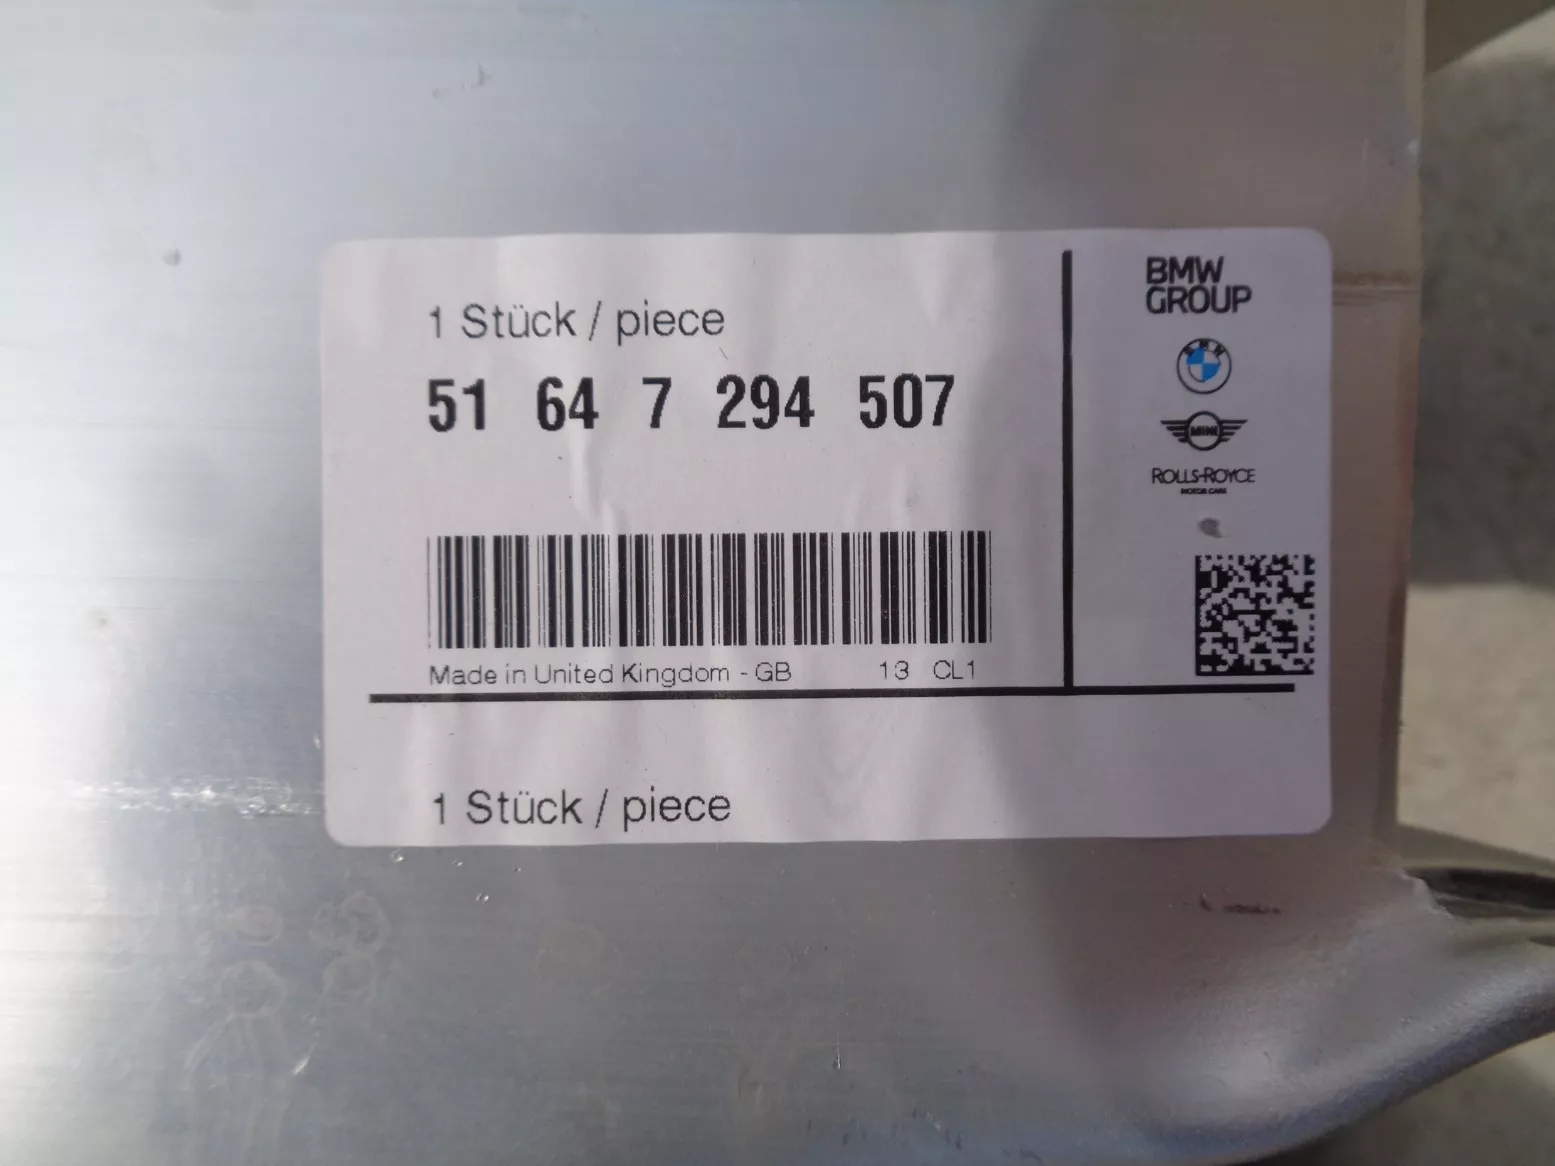 1 Stück / piece
51 64 7 294 507
Made in United Kingdom - GB 13 CL1
1 Stück / piece
BMW
GROUP
BMW
MINI
ROLLS-ROYCE
MOTOR CARS